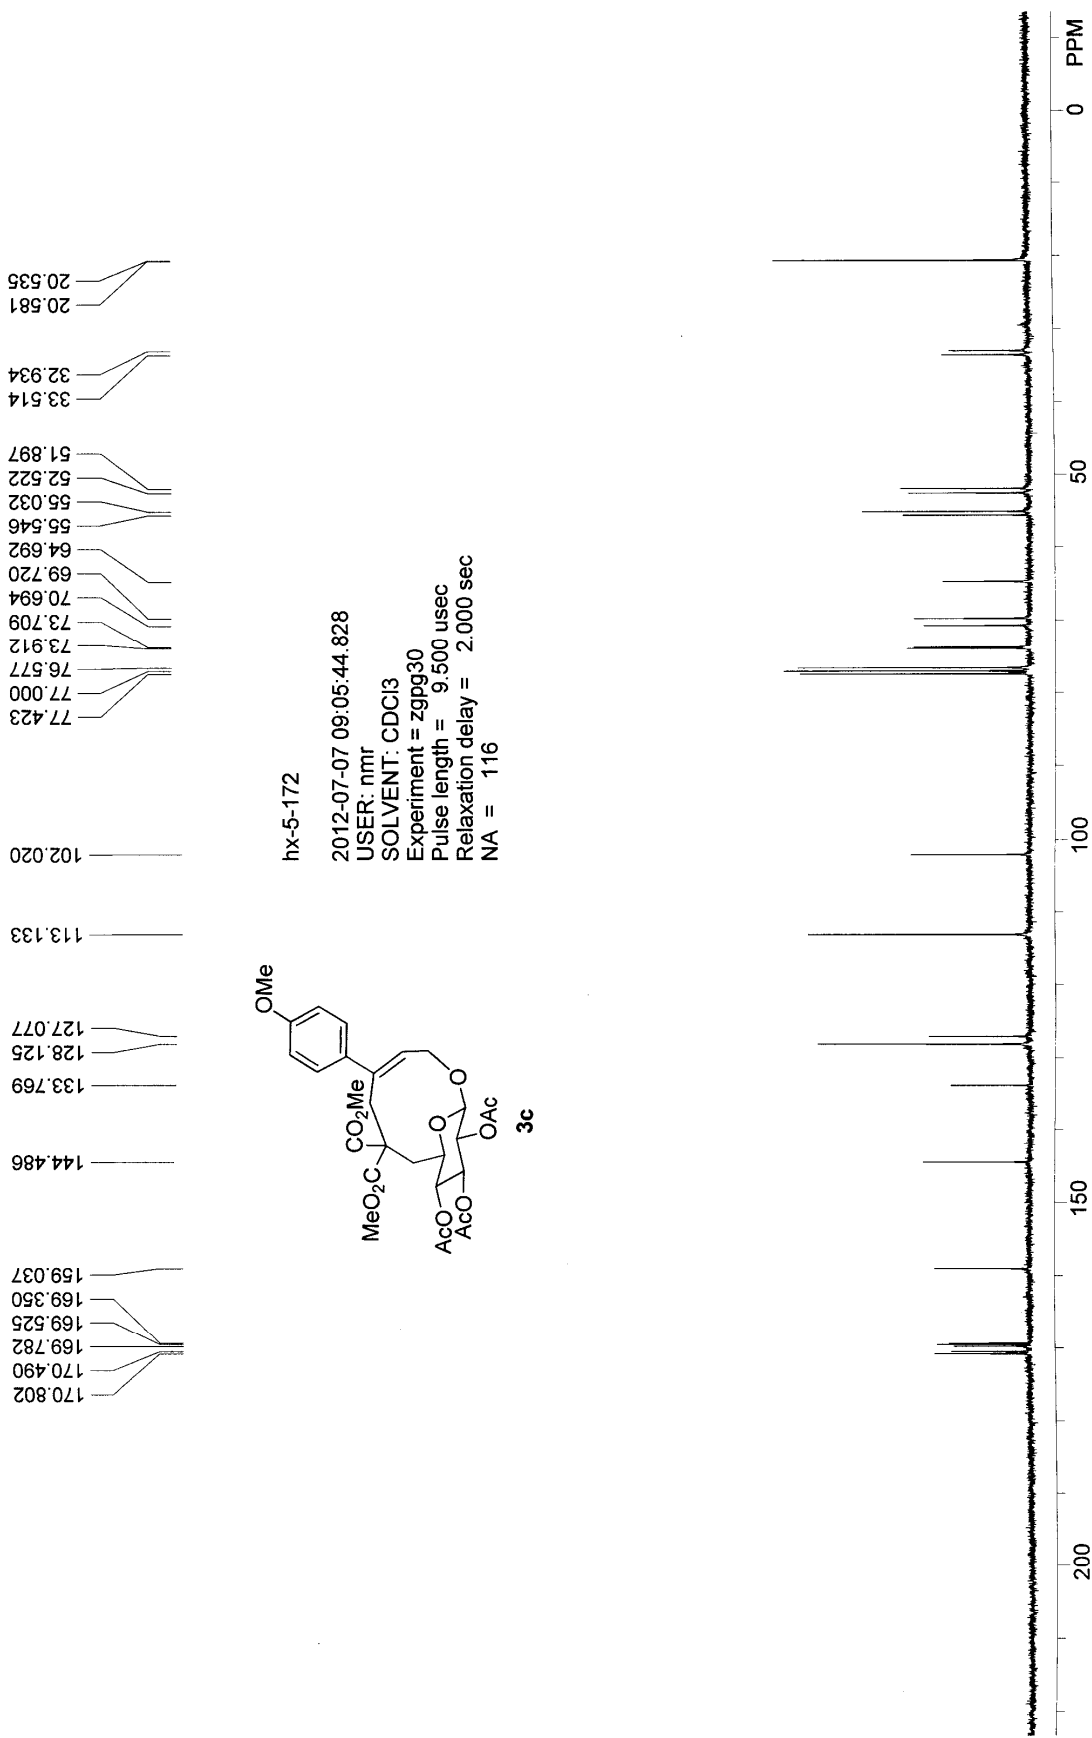 20.535
20.581
32.934
33.514
51.897
52.522
55.032
55.546
64.692
69.720
70.694
73.709
73.912
76.577
77.000
77.423
102.020
113.133
127.077
128.125
133.769
144.486
159.037
169.350
169.525
169.782
170.490
170.802
hx-5-172
2012-07-07 09:05:44.828
USER: nmr
SOLVENT: CDCl3
Experiment = zgpg30
Pulse length = 9.500 usec
Relaxation delay = 2.000 sec
NA = 116
OMe
CO2Me
MeO2C
O
O
OAc
AcO
AcO
3c
PPM
0
50
100
150
200